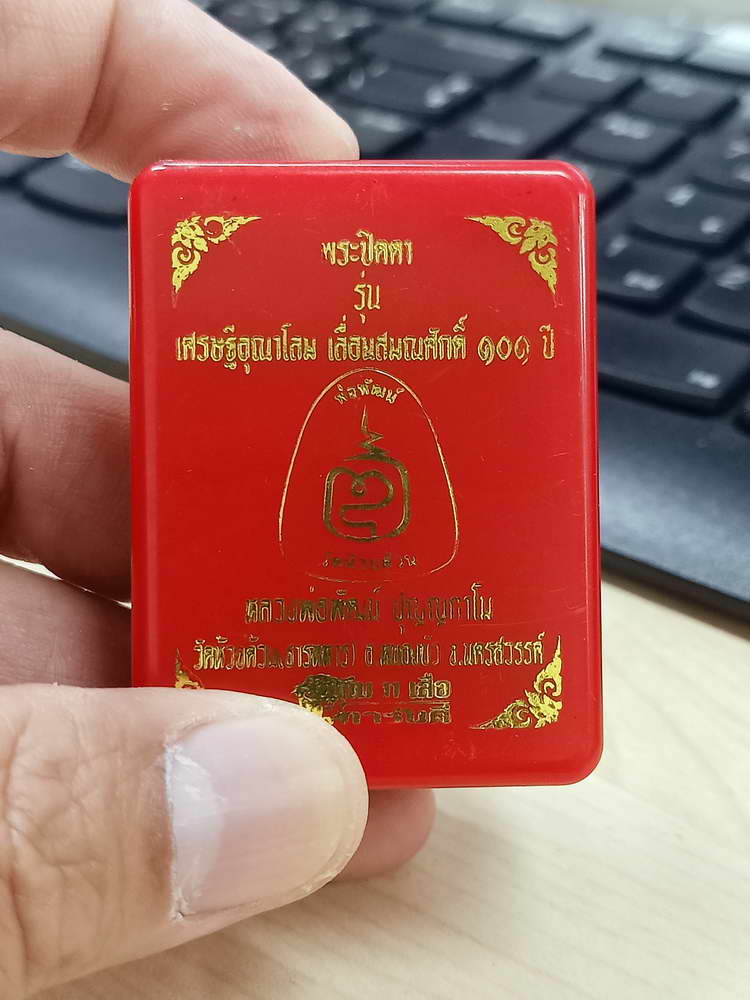 พระปิดตา
รุ่น
เศรษฐีอุณาโลม เลื่อนสมณศักดิ์ ๑๐๑ ปี
พ่อพัฒน์
หลวงพ่อพัฒน์ ปุญฺญกาโม
วัดห้วยด้วน(ธารทหาร) อ.หนองบัว จ.นครสวรรค์